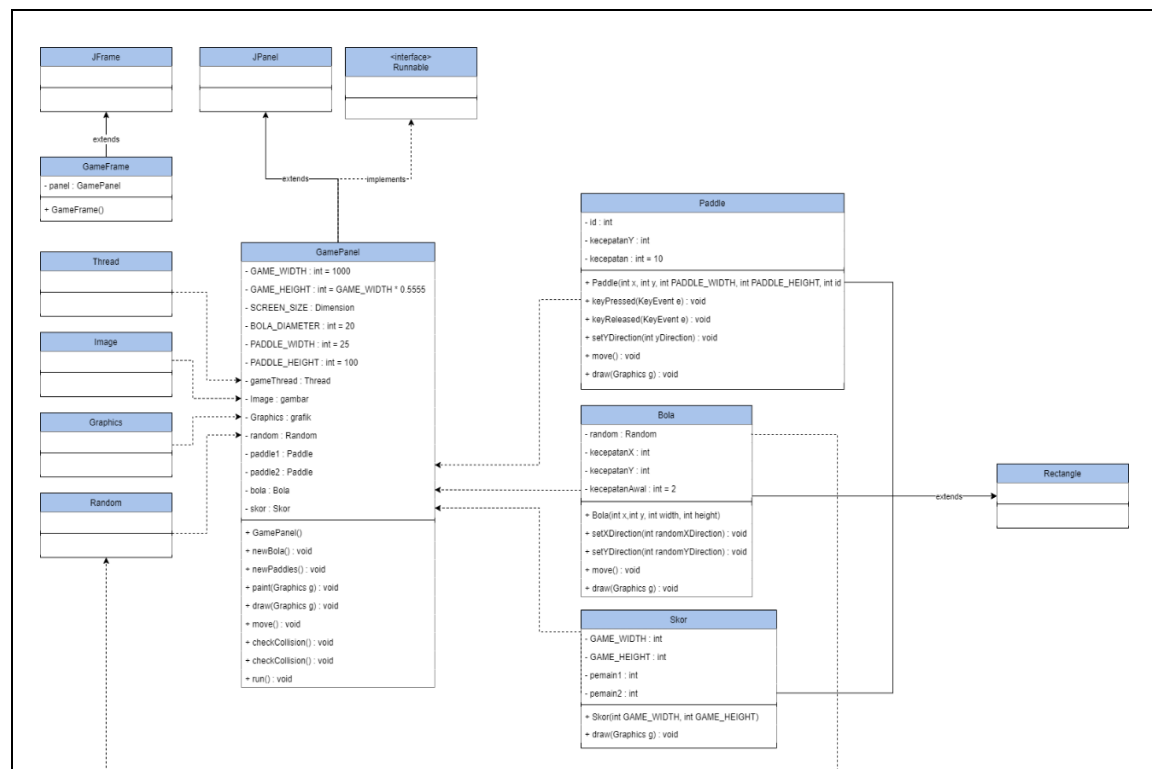 JFrame
JPanel
<interface>
Runnable
extends
GameFrame
- panel : GamePanel
+ GameFrame()
extends
implements
Thread
Image
Graphics
Random
GamePanel
- GAME_WIDTH : int = 1000
- GAME_HEIGHT : int = GAME_WIDTH * 0.5555
- SCREEN_SIZE : Dimension
- BOLA_DIAMETER : int = 20
- PADDLE_WIDTH : int = 25
- PADDLE_HEIGHT : int = 100
- gameThread : Thread
- Image : gambar
- Graphics : grafik
- random : Random
- paddle1 : Paddle
- paddle2 : Paddle
- bola : Bola
- skor : Skor
+ GamePanel()
+ newBola() : void
+ newPaddles() : void
+ paint(Graphics g) : void
+ draw(Graphics g) : void
+ move() : void
+ checkCollision() : void
+ checkCollision() : void
+ run() : void
Paddle
- id : int
- kecepatanY : int
- kecepatan : int = 10
+ Paddle(int x, int y, int PADDLE_WIDTH, int PADDLE_HEIGHT, int id
+ keyPressed(KeyEvent e) : void
+ keyReleased(KeyEvent e) : void
+ setYDirection(int yDirection) : void
+ move() : void
+ draw(Graphics g) : void
Bola
- random : Random
- kecepatanX : int
- kecepatanY : int
- kecepatanAwal : int = 2
+ Bola(int x,int y, int width, int height)
+ setXDirection(int randomXDirection) : void
+ setYDirection(int randomYDirection) : void
+ move() : void
+ draw(Graphics g) : void
extends
Rectangle
Skor
- GAME_WIDTH : int
- GAME_HEIGHT : int
- pemain1 : int
- pemain2 : int
+ Skor(int GAME_WIDTH, int GAME_HEIGHT)
+ draw(Graphics g) : void